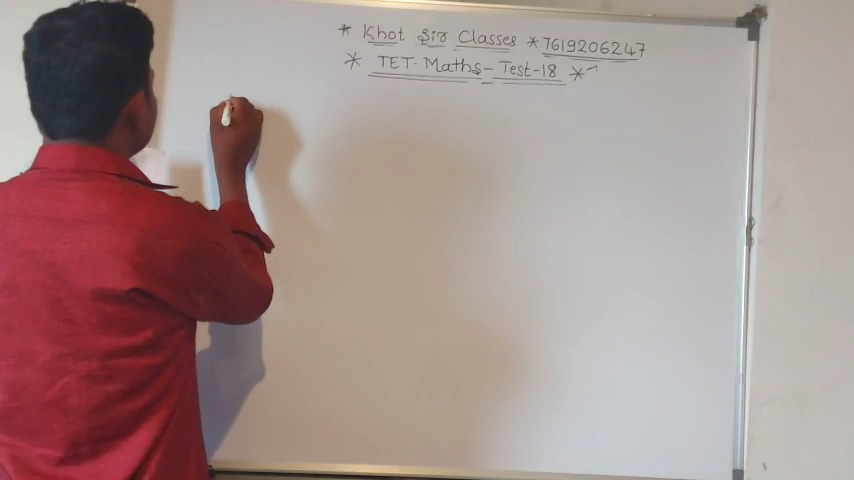 * Khot Sir Classes * 7619206247
* TET- Maths - Test-18 *